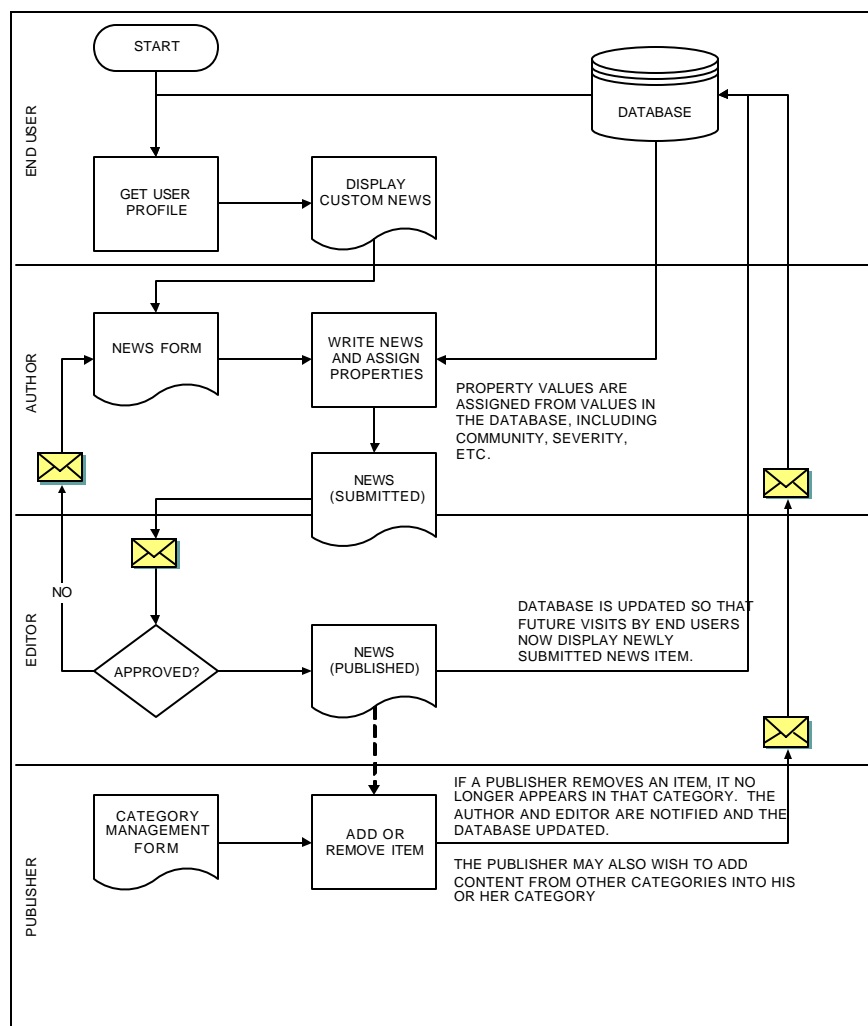 START
DATABASE
END USER
GET USER
PROFILE
DISPLAY
CUSTOM NEWS
AUTHOR
NEWS FORM
WRITE NEWS
AND ASSIGN
PROPERTIES
PROPERTY VALUES ARE
ASSIGNED FROM VALUES IN
THE DATABASE, INCLUDING
COMMUNITY, SEVERITY,
ETC.
NEWS
(SUBMITTED)
EDITOR
NO
APPROVED?
NEWS
(PUBLISHED)
DATABASE IS UPDATED SO THAT
FUTURE VISITS BY END USERS
NOW DISPLAY NEWLY
SUBMITTED NEWS ITEM.
PUBLISHER
CATEGORY
MANAGEMENT
FORM
ADD OR
REMOVE ITEM
IF A PUBLISHER REMOVES AN ITEM, IT NO
LONGER APPEARS IN THAT CATEGORY. THE
AUTHOR AND EDITOR ARE NOTIFIED AND THE
DATABASE UPDATED.
THE PUBLISHER MAY ALSO WISH TO ADD
CONTENT FROM OTHER CATEGORIES INTO HIS
OR HER CATEGORY